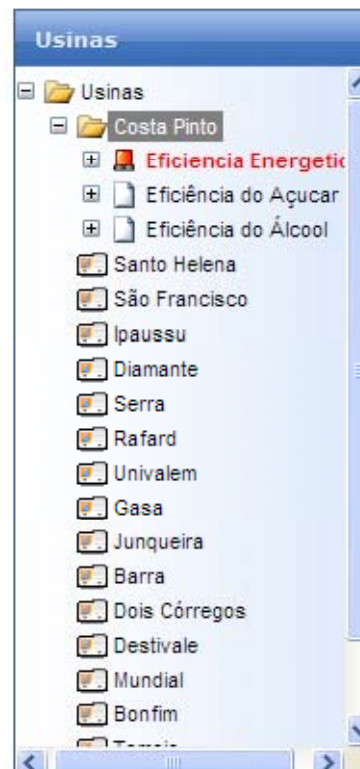 Usinas
Usinas
Costa Pinto
Eficiencia Energetic
Eficiência do Açucar
Eficiência do Álcool
Santo Helena
São Francisco
Ipaussu
Diamante
Serra
Rafard
Univalem
Gasa
Junqueira
Barra
Dois Córregos
Destivale
Mundial
Bonfim